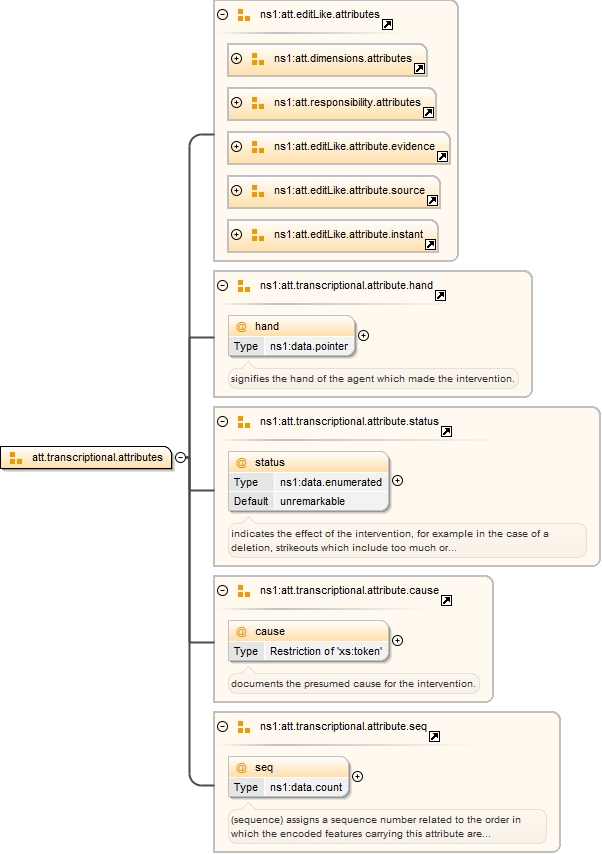 ns1:att.editLike.attributes
ns1:att.dimensions.attributes
ns1:att.responsibility.attributes
ns1:att.editLike.attribute.evidence
ns1:att.editLike.attribute.source
ns1:att.editLike.attribute.instant
ns1:att.transcriptional.attribute.hand
@ hand
Type ns1:data.pointer
signifies the hand of the agent which made the intervention.
ns1:att.transcriptional.attribute.status
att.transcriptional.attributes
@ status
Type ns1:data.enumerated
Default unremarkable
indicates the effect of the intervention, for example in the case of a
deletion, strikeouts which include too much or...
ns1:att.transcriptional.attribute.cause
@ cause
Type Restriction of 'xs:token'
documents the presumed cause for the intervention.
ns1:att.transcriptional.attribute.seq
@ seq
Type ns1:data.count
(sequence) assigns a sequence number related to the order in
which the encoded features carrying this attribute are...